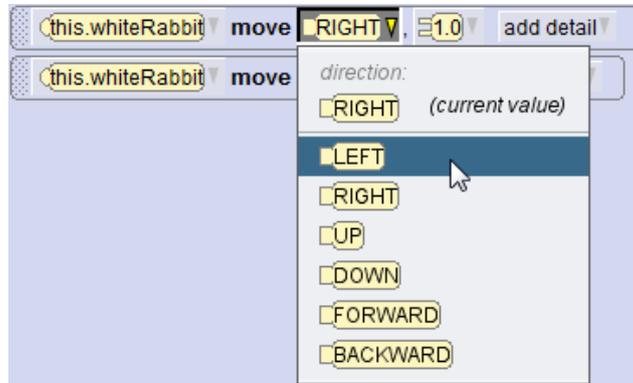 this.whiteRabbit move RIGHT, 1.0 add detail
this.whiteRabbit move
direction:
RIGHT (current value)
LEFT
RIGHT
UP
DOWN
FORWARD
BACKWARD